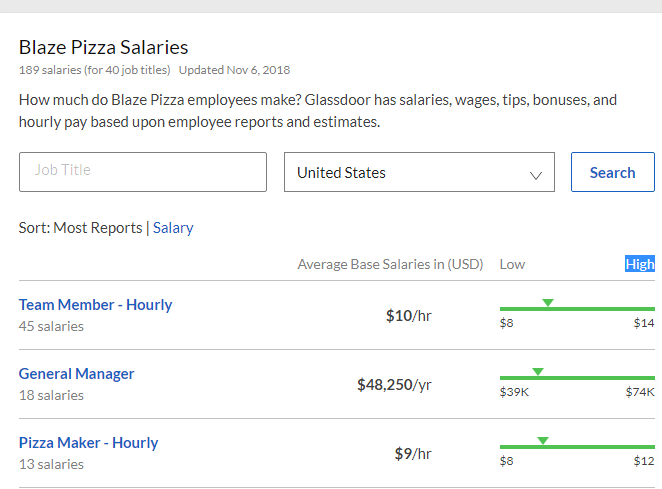 Blaze Pizza Salaries
189 salaries (for 40 job titles) Updated Nov 6, 2018
How much do Blaze Pizza employees make? Glassdoor has salaries, wages, tips, bonuses, and
hourly pay based upon employee reports and estimates.
Job Title United States Search
Sort: Most Reports | Salary
Average Base Salaries in (USD) Low High
Team Member - Hourly
45 salaries
$10/hr
$8 $14
General Manager
18 salaries
$48,250/yr
$39K $74K
Pizza Maker - Hourly
13 salaries
$9/hr
$8 $12